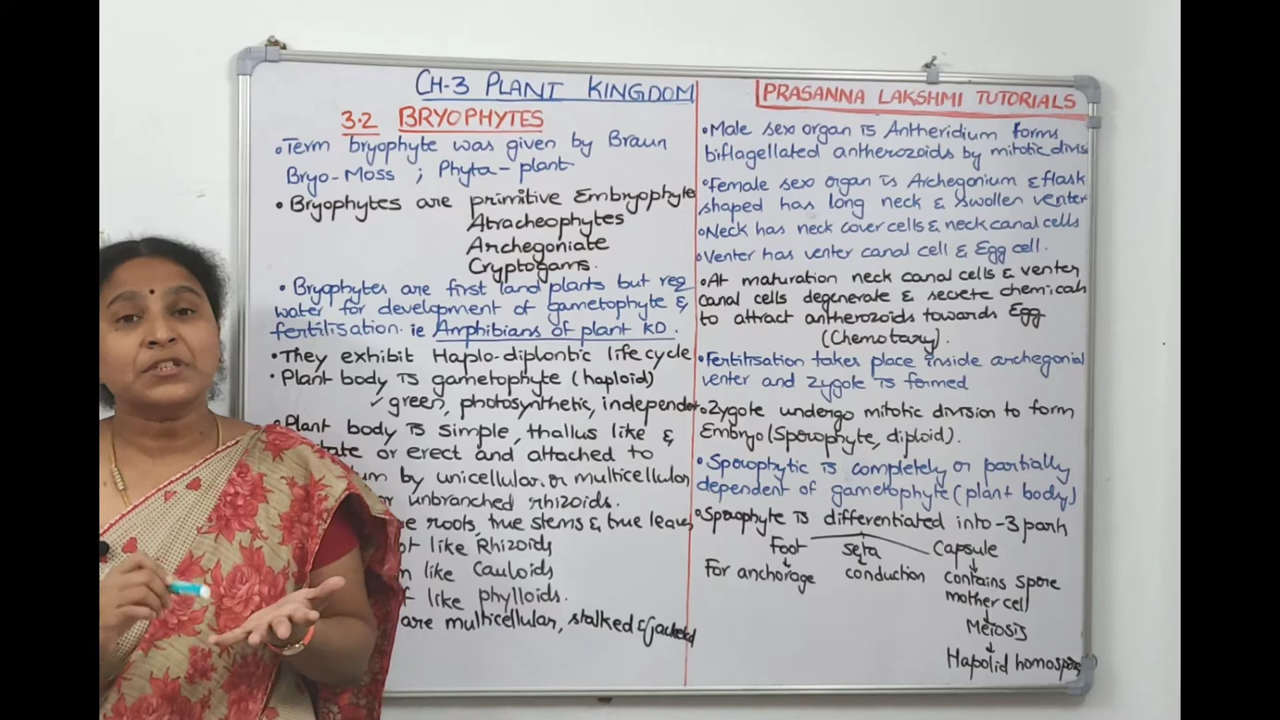 CH-3 PLANT KINGDOM
3.2 BRYOPHYTES
• Term bryophyte was given by Braun
Bryo-Moss ; Phyta-plant
• Bryophytes are primitive Embryophyte
Atracheophytes
Archegoniate
Cryptogams.
• Bryophytes are first land plants but req
water for development of gametophyte &
fertilisation. ie Amphibians of plant KD.
• They exhibit Haplo-diplontic life cycle
• Plant body is gametophyte (haploid)
✓ green, photosynthetic, independent
• Plant body is simple, thallus like &
or erect and attached to
by unicellular or multicellular
unbranched rhizoids.
roots, true stems & true leaves
like Rhizoids
like Cauloids
like phylloids.
are multicellular, stalked & jacketed
PRASANNA LAKSHMI TUTORIALS
• Male sex organ is Antheridium forms
biflagellated antherozoids by mitotic divisi
• Female sex organ is Archegonium & flask
shaped has long neck & swollen venter
• Neck has neck cover cells & neck canal cells
• Venter has venter canal cell & Egg cell.
• At maturation neck canal cells & venter
canal cells degenerate & secrete chemicals
to attract antherozoids towards Egg
(Chemotaxy).
• Fertilisation takes place inside archegonial
venter and Zygote is formed
• Zygote undergo mitotic division to form
Embryo (Sporophyte, diploid).
• Sporophytic is completely or partially
dependent of gametophyte (plant body)
• Sporophyte is differentiated into -3 parts
Foot seta Capsule
For anchorage conduction contains spore
mother cell
Meiosis
Hapolid homospores